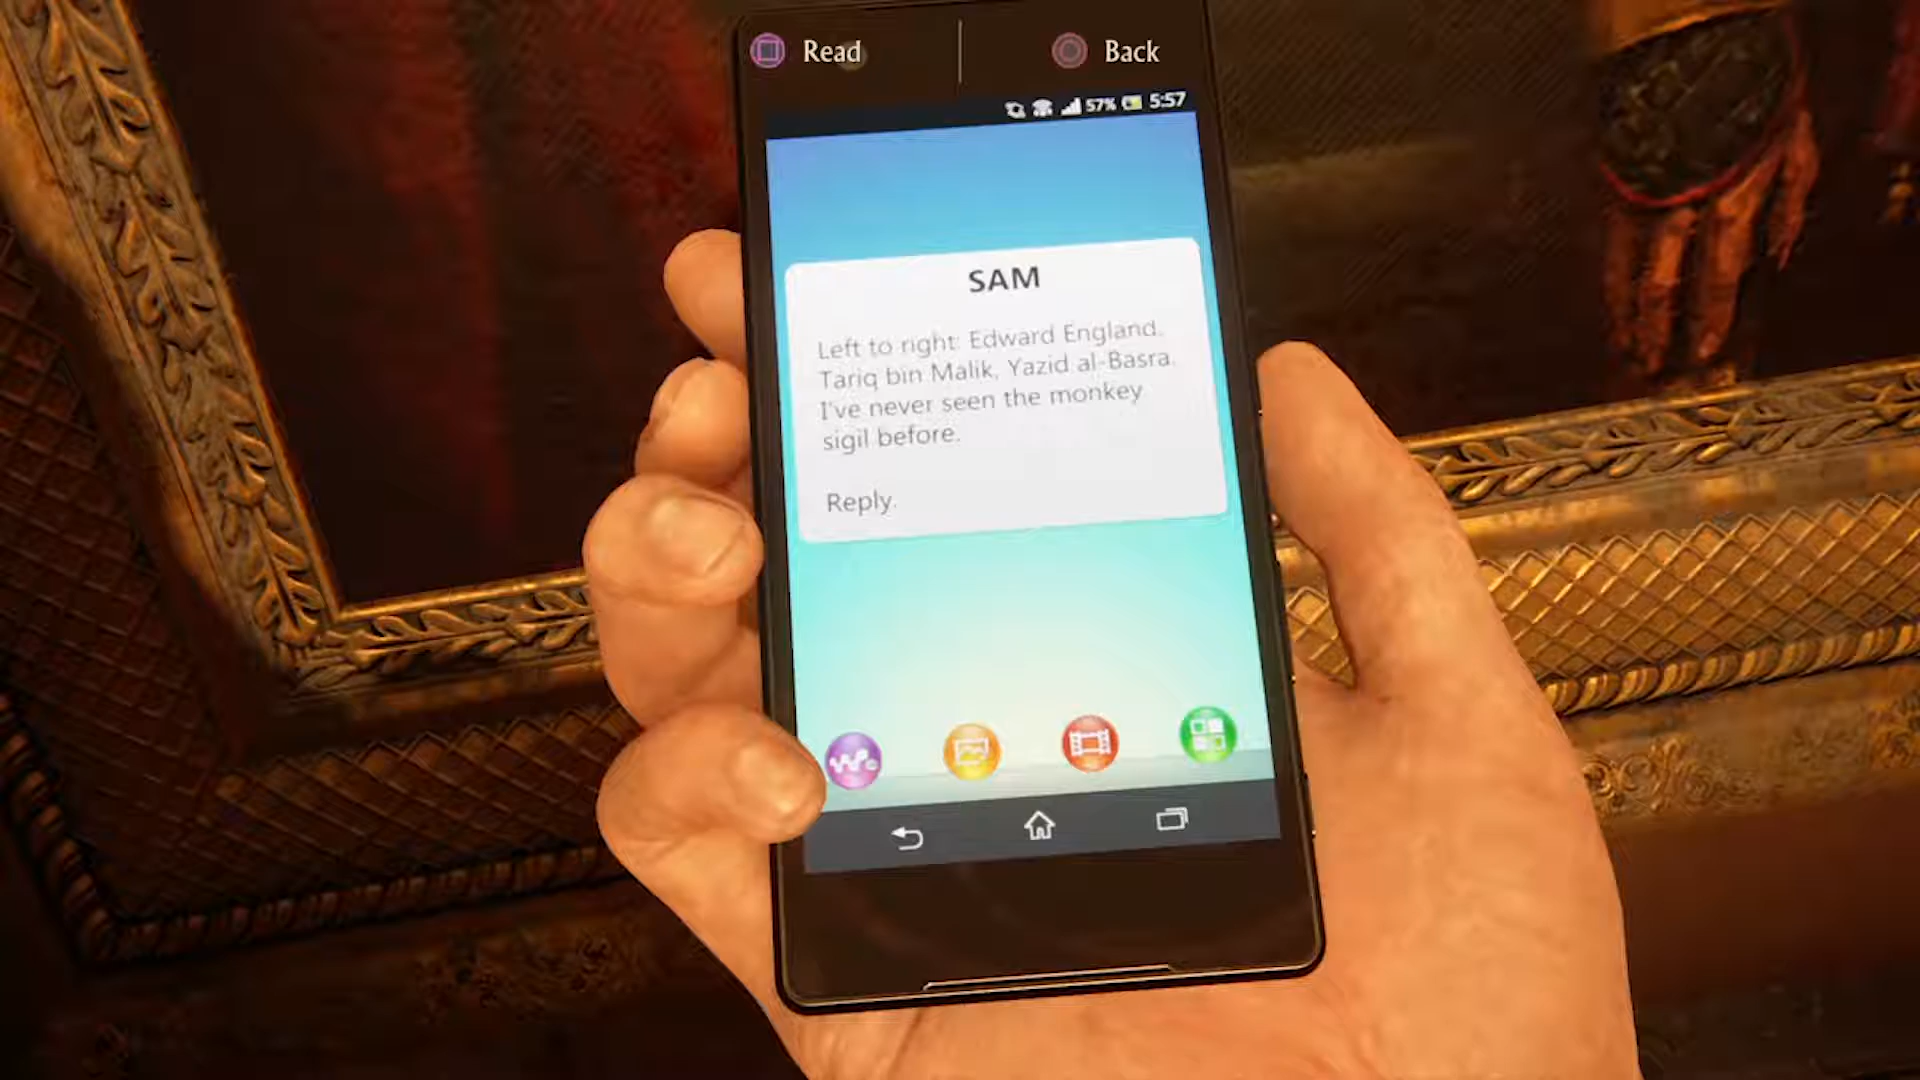 Read
Back
57% 5:57
SAM
Left to right: Edward England,
Tariq bin Malik, Yazid al-Basra.
I've never seen the monkey
sigil before.
Reply.